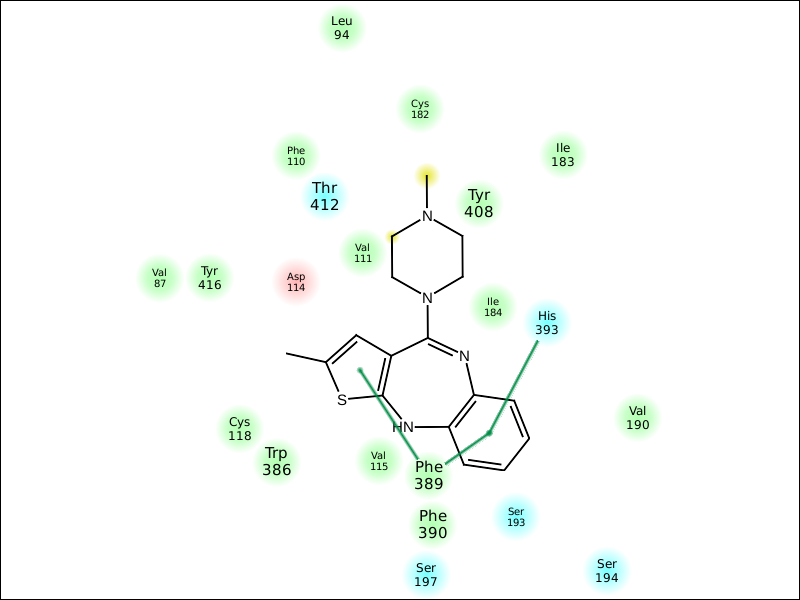 Leu
94
Cys
182
Phe
110
Ile
183
Thr
412
Tyr
408
N
Val
111
Val
87
Tyr
416
Asp
114
N
Ile
184
His
393
N
S
Cys
118
HN
Val
190
Trp
386
Val
115
Phe
389
Phe
390
Ser
193
Ser
197
Ser
194